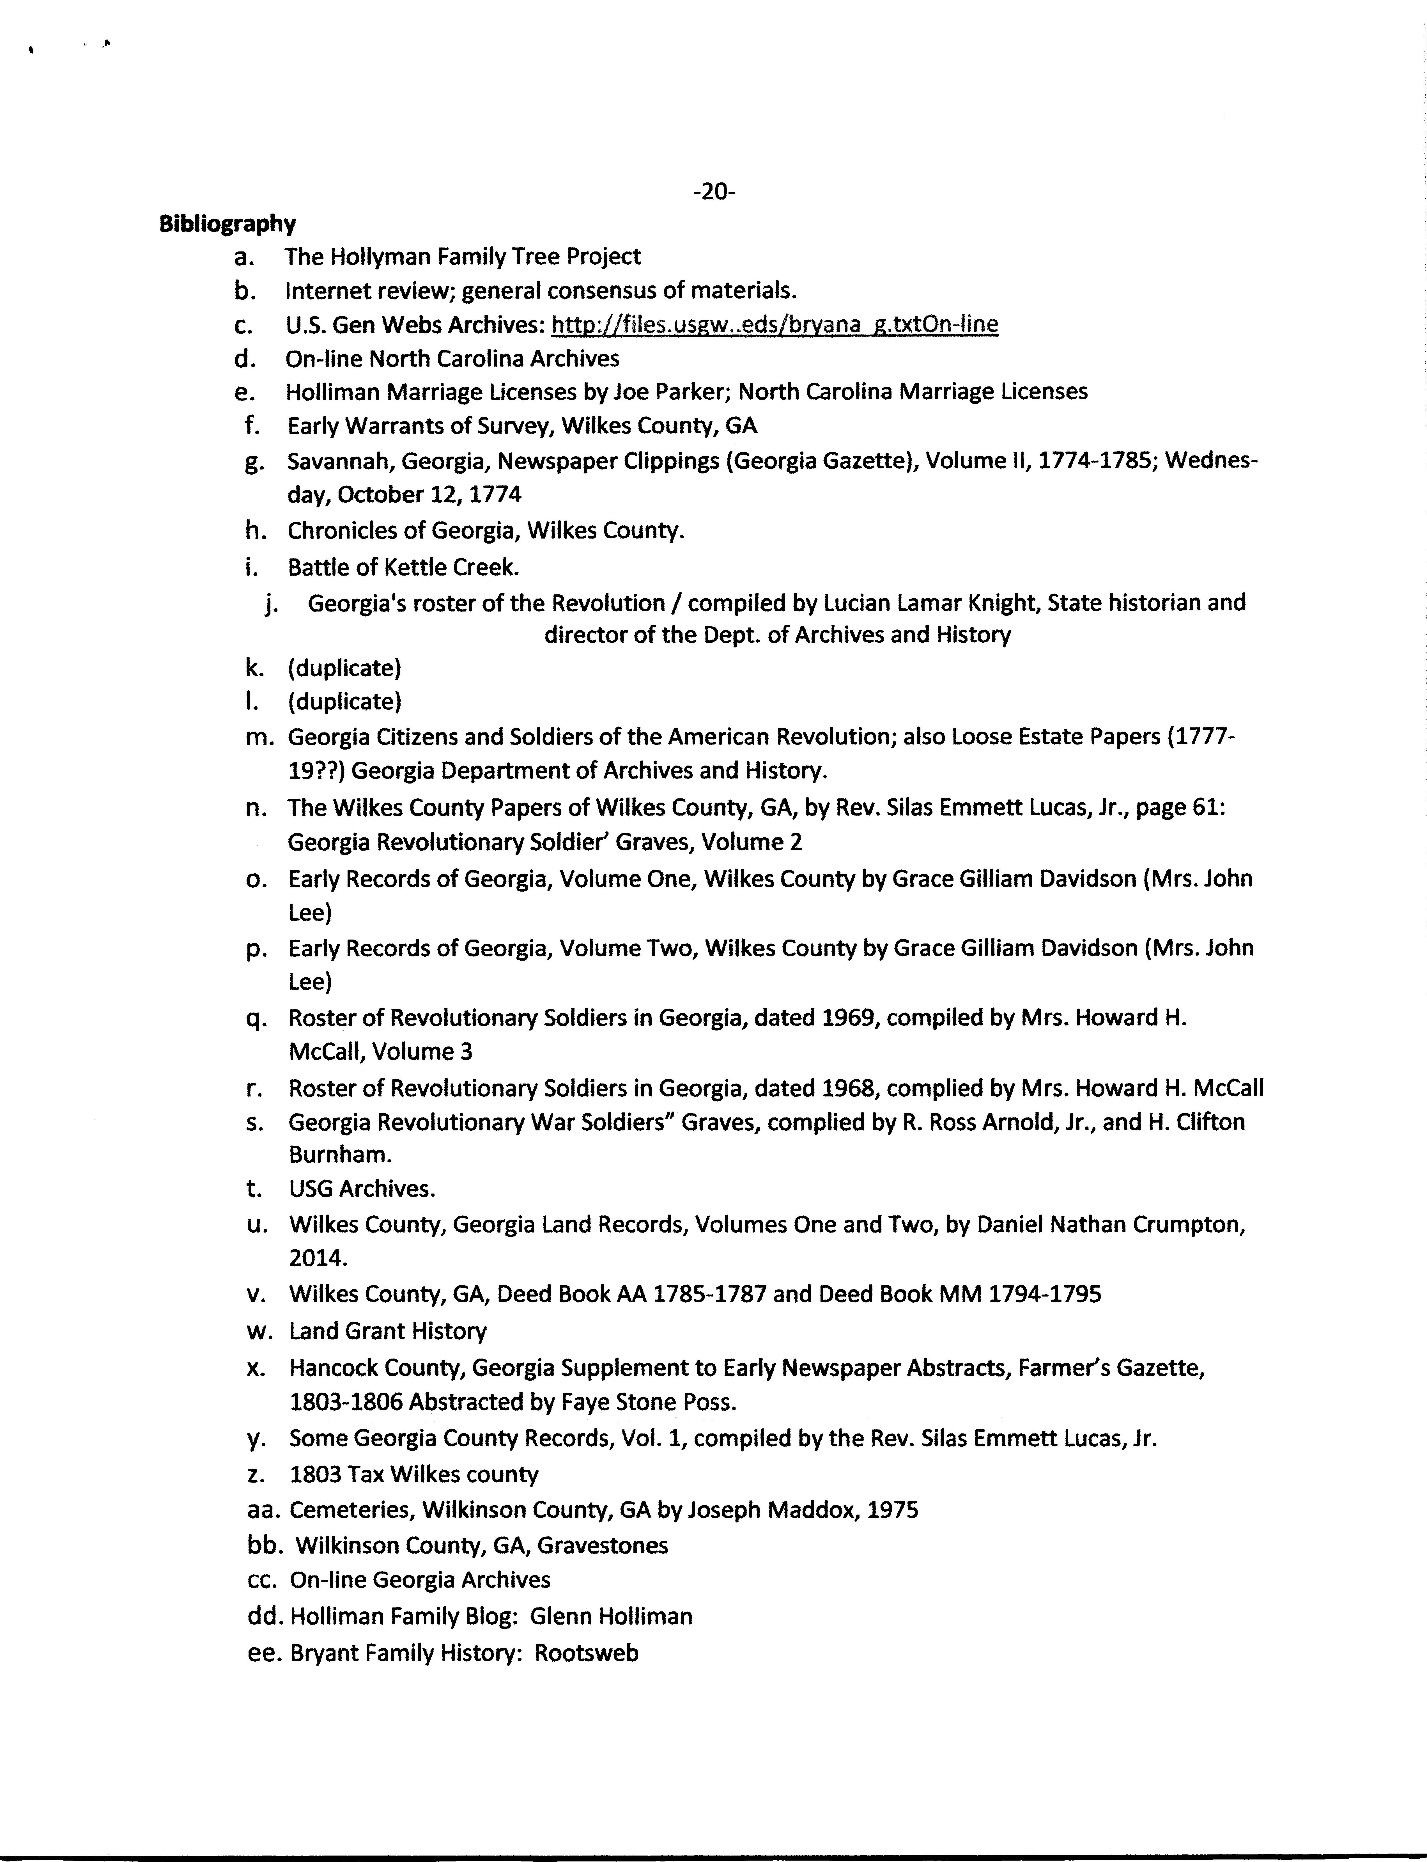 -20-
Bibliography
a. The Hollyman Family Tree Project
b. Internet review; general consensus of materials.
c. U.S. Gen Webs Archives: http://files.usgw..eds/bryana_g.txtOn-line
d. On-line North Carolina Archives
e. Holliman Marriage Licenses by Joe Parker; North Carolina Marriage Licenses
f. Early Warrants of Survey, Wilkes County, GA
g. Savannah, Georgia, Newspaper Clippings (Georgia Gazette), Volume II, 1774-1785; Wednes-
day, October 12, 1774
h. Chronicles of Georgia, Wilkes County.
i. Battle of Kettle Creek.
j. Georgia's roster of the Revolution / compiled by Lucian Lamar Knight, State historian and
director of the Dept. of Archives and History
k. (duplicate)
l. (duplicate)
m. Georgia Citizens and Soldiers of the American Revolution; also Loose Estate Papers (1777-
19??) Georgia Department of Archives and History.
n. The Wilkes County Papers of Wilkes County, GA, by Rev. Silas Emmett Lucas, Jr., page 61:
Georgia Revolutionary Soldier' Graves, Volume 2
o. Early Records of Georgia, Volume One, Wilkes County by Grace Gilliam Davidson (Mrs. John
Lee)
p. Early Records of Georgia, Volume Two, Wilkes County by Grace Gilliam Davidson (Mrs. John
Lee)
q. Roster of Revolutionary Soldiers in Georgia, dated 1969, compiled by Mrs. Howard H.
McCall, Volume 3
r. Roster of Revolutionary Soldiers in Georgia, dated 1968, complied by Mrs. Howard H. McCall
s. Georgia Revolutionary War Soldiers" Graves, complied by R. Ross Arnold, Jr., and H. Clifton
Burnham.
t. USG Archives.
u. Wilkes County, Georgia Land Records, Volumes One and Two, by Daniel Nathan Crumpton,
2014.
v. Wilkes County, GA, Deed Book AA 1785-1787 and Deed Book MM 1794-1795
w. Land Grant History
x. Hancock County, Georgia Supplement to Early Newspaper Abstracts, Farmer's Gazette,
1803-1806 Abstracted by Faye Stone Poss.
y. Some Georgia County Records, Vol. 1, compiled by the Rev. Silas Emmett Lucas, Jr.
z. 1803 Tax Wilkes county
aa. Cemeteries, Wilkinson County, GA by Joseph Maddox, 1975
bb. Wilkinson County, GA, Gravestones
cc. On-line Georgia Archives
dd. Holliman Family Blog: Glenn Holliman
ee. Bryant Family History: Rootsweb